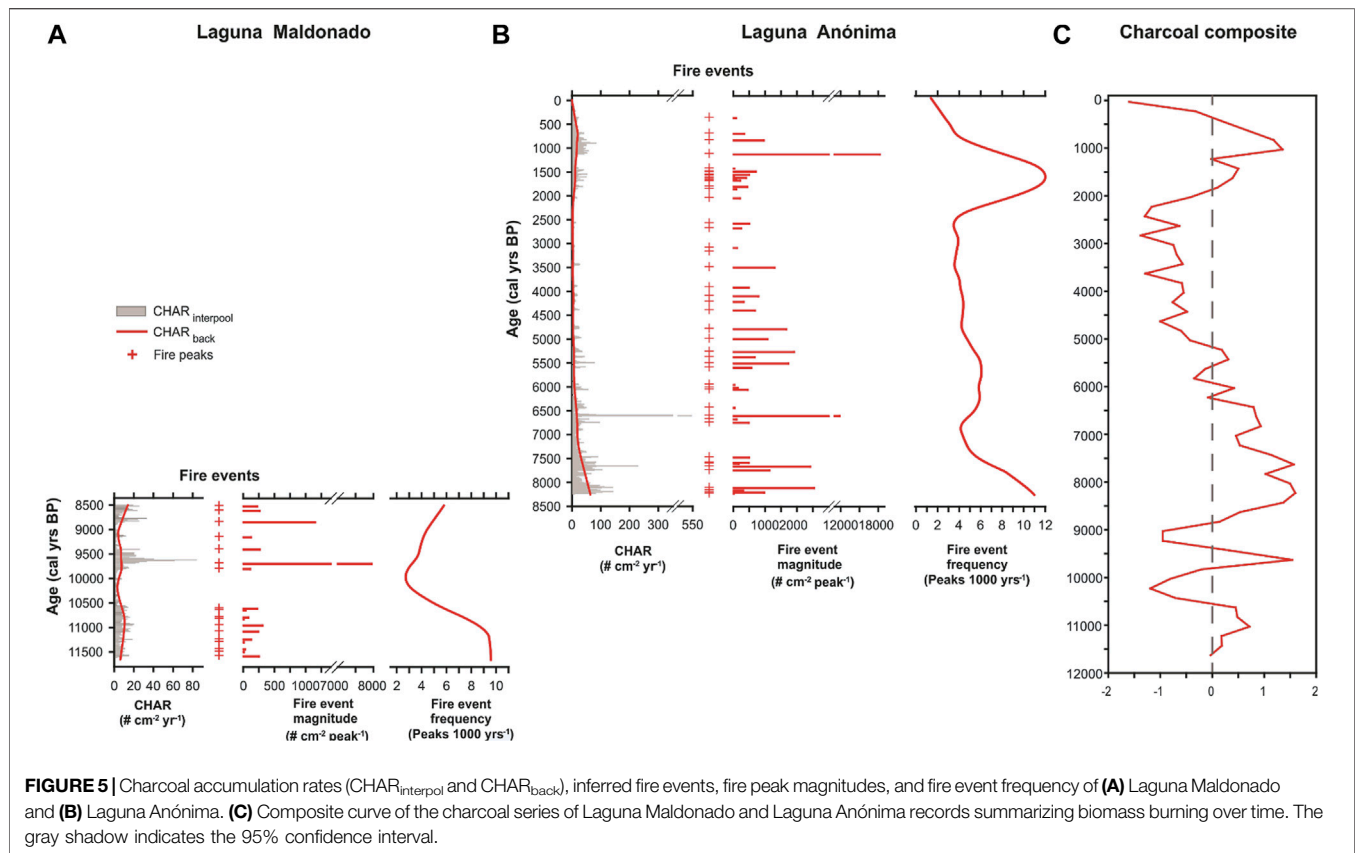 A Laguna Maldonado
B Laguna Anónima
C Charcoal composite
CHAR interpool
CHAR back
+ Fire peaks
Fire events
8500
9000
9500
10000
10500
11000
11500
Age (cal yrs BP)
0 20 40 60 80
CHAR
(# cm-2 yr-1)
0 500 1000 7000 8000
Fire event
magnitude
(# cm-2 peak-1)
2 4 6 8 10
Fire event
frequency
(Peaks 1000 yrs-1)
Fire events
0
500
1000
1500
2000
2500
3000
3500
4000
4500
5000
5500
6000
6500
7000
7500
8000
8500
Age (cal yrs BP)
0 100 200 300 550
CHAR
(# cm-2 yr-1)
0 1000 2000 12000 18000
Fire event
magnitude
(# cm-2 peak-1)
0 2 4 6 8 10 12
Fire event
frequency
(Peaks 1000 yrs-1)
0
1000
2000
3000
4000
5000
6000
7000
8000
9000
10000
11000
12000
-2 -1 0 1 2
FIGURE 5 | Charcoal accumulation rates (CHARinterpol and CHARback), inferred fire events, fire peak magnitudes, and fire event frequency of (A) Laguna Maldonado
and (B) Laguna Anónima. (C) Composite curve of the charcoal series of Laguna Maldonado and Laguna Anónima records summarizing biomass burning over time. The
gray shadow indicates the 95% confidence interval.